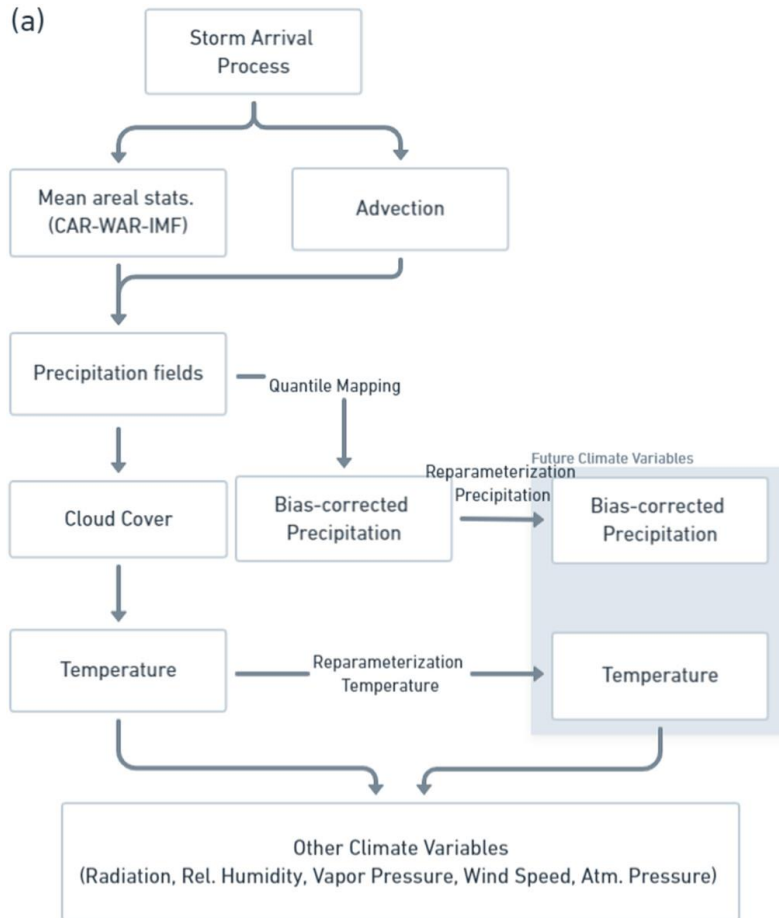 (a)
Storm Arrival
Process
Mean areal stats.
(CAR-WAR-IMF)
Advection
Precipitation fields
Quantile Mapping
Future Climate Variables
Cloud Cover
Bias-corrected
Precipitation
Reparameterization
Precipitation
Bias-corrected
Precipitation
Temperature
Reparameterization
Temperature
Temperature
Other Climate Variables
(Radiation, Rel. Humidity, Vapor Pressure, Wind Speed, Atm. Pressure)